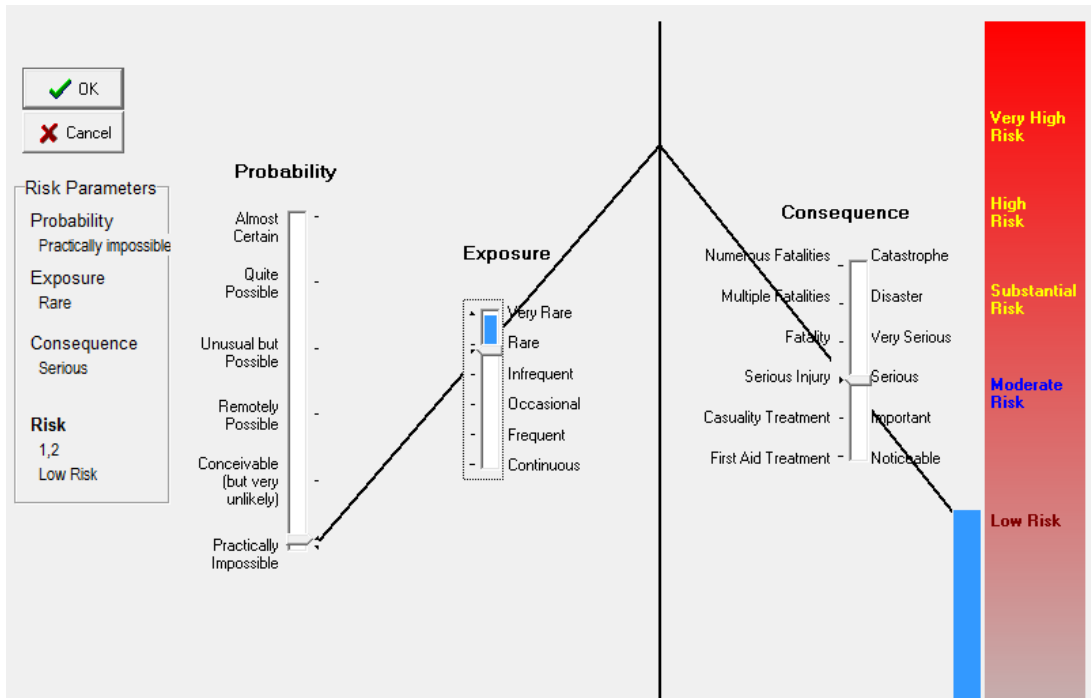 OK
Cancel
Risk Parameters
Probability
Practically impossible
Exposure
Rare
Consequence
Serious
Risk
1,2
Low Risk
Probability
Almost
Certain
Quite
Possible
Unusual but
Possible
Remotely
Possible
Conceivable
(but very
unlikely)
Practically
Impossible
Exposure
Very Rare
Rare
Infrequent
Occasional
Frequent
Continuous
Consequence
Numerous Fatalities
Catastrophe
Multiple Fatalities
Disaster
Fatality
Very Serious
Serious Injury
Serious
Casuality Treatment
Important
First Aid Treatment
Noticeable
Very High
Risk
High
Risk
Substantial
Risk
Moderate
Risk
Low Risk